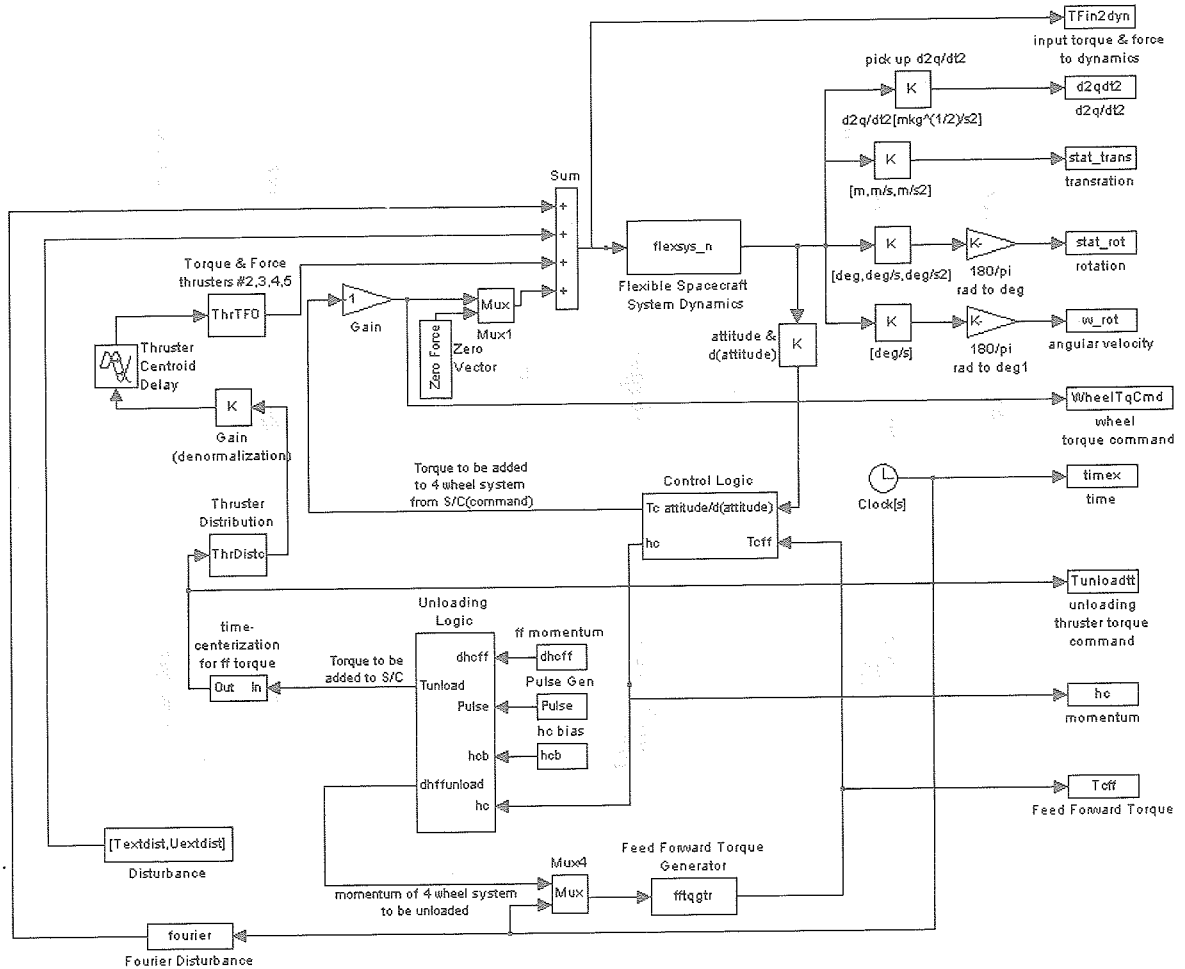 TFin2dyn
input torque & force
to dynamics
pick up d2q/dt2
K
d2q/dt2[mkg^(1/2)/s2]
d2qdt2
d2q/dt2
K
[m,m/s,m/s2]
stat_trans
transration
Sum
+
+
+
+
flexsys_n
Flexible Spacecraft
System Dynamics
K
[deg,deg/s,deg/s2]
K-
180/pi
rad to deg
stat_rot
rotation
K
[deg/s]
K-
180/pi
rad to deg1
w_rot
angular velocity
attitude &
d(attitude)
K
Torque & Force
thrusters #2,3,4,5
ThrTF0
-1
Gain
Mux
Mux1
Zero Force
Zero
Vector
Thruster
Centroid
Delay
K
Gain
(denormalization)
WheelTqCmd
wheel
torque command
Torque to be added
to 4 wheel system
from S/C(command)
Control Logic
Tc attitude/d(attitude)
hc
Tcff
Clock[s]
timex
time
Thruster
Distribution
ThrDistc
Tunloadtt
unloading
thruster torque
command
time-
centerization
for ff torque
Out In
Torque to be
added to S/C
Unloading
Logic
dhcff
Tunload
Pulse
hcb
dhffunload
hc
ff momentum
dhcff
Pulse Gen
Pulse
hc bias
hcb
hc
momentum
Tcff
Feed Forward Torque
[Textdist,Uextdist]
Disturbance
momentum of 4 wheel system
to be unloaded
Mux4
Mux
Feed Forward Torque
Generator
fftqgtr
fourier
Fourier Disturbance